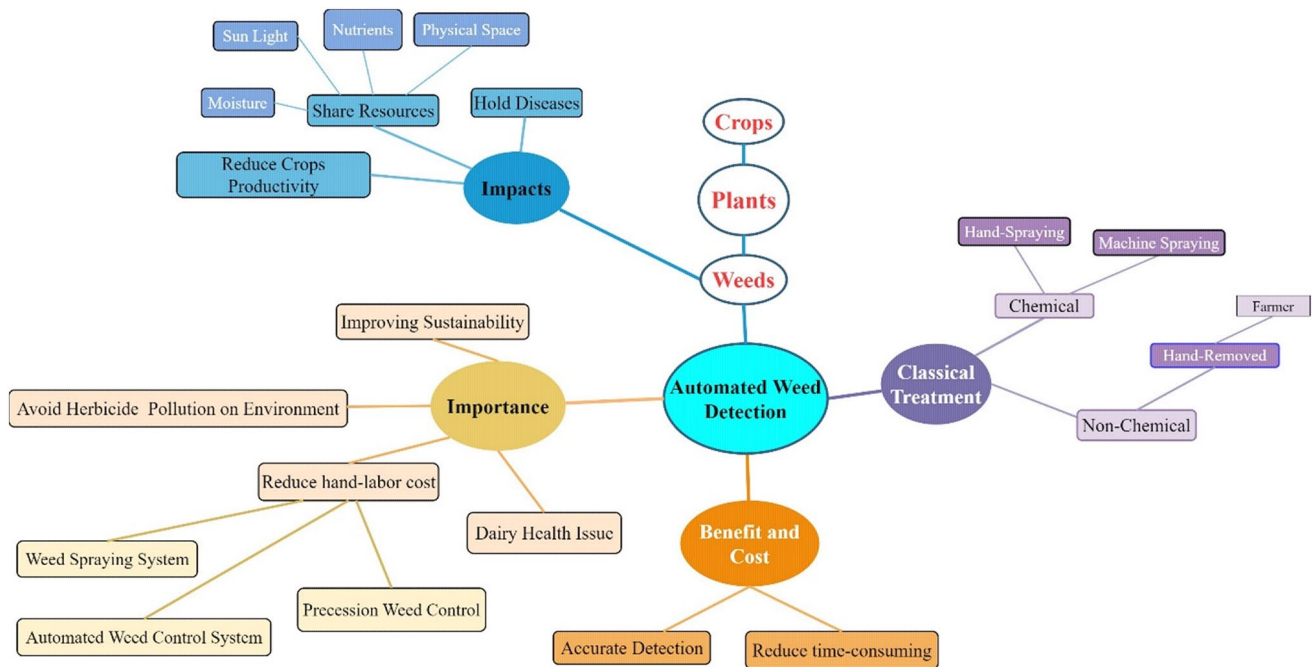 Sun Light
Nutrients
Physical Space
Moisture
Share Resources
Hold Diseases
Reduce Crops
Productivity
Impacts
Crops
Plants
Weeds
Hand-Spraying
Machine Spraying
Chemical
Farmer
Hand-Removed
Non-Chemical
Classical
Treatment
Automated Weed
Detection
Improving Sustainability
Avoid Herbicide Pollution on Environment
Importance
Reduce hand-labor cost
Dairy Health Issue
Weed Spraying System
Precession Weed Control
Automated Weed Control System
Benefit and
Cost
Accurate Detection
Reduce time-consuming